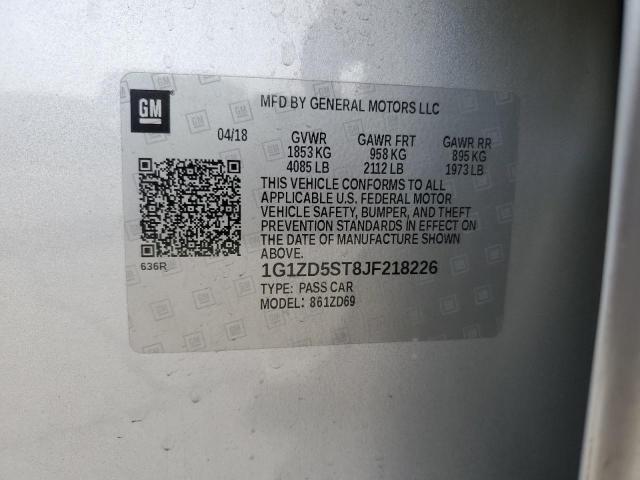 GM
MFD BY GENERAL MOTORS LLC
04/18 GVWR GAWR FRT GAWR RR
1853 KG 958 KG 895 KG
4085 LB 2112 LB 1973 LB
THIS VEHICLE CONFORMS TO ALL
APPLICABLE U.S. FEDERAL MOTOR
VEHICLE SAFETY, BUMPER, AND THEFT
PREVENTION STANDARDS IN EFFECT ON
THE DATE OF MANUFACTURE SHOWN
ABOVE.
636R
1G1ZD5ST8JF218226
TYPE: PASS CAR
MODEL: 861ZD69